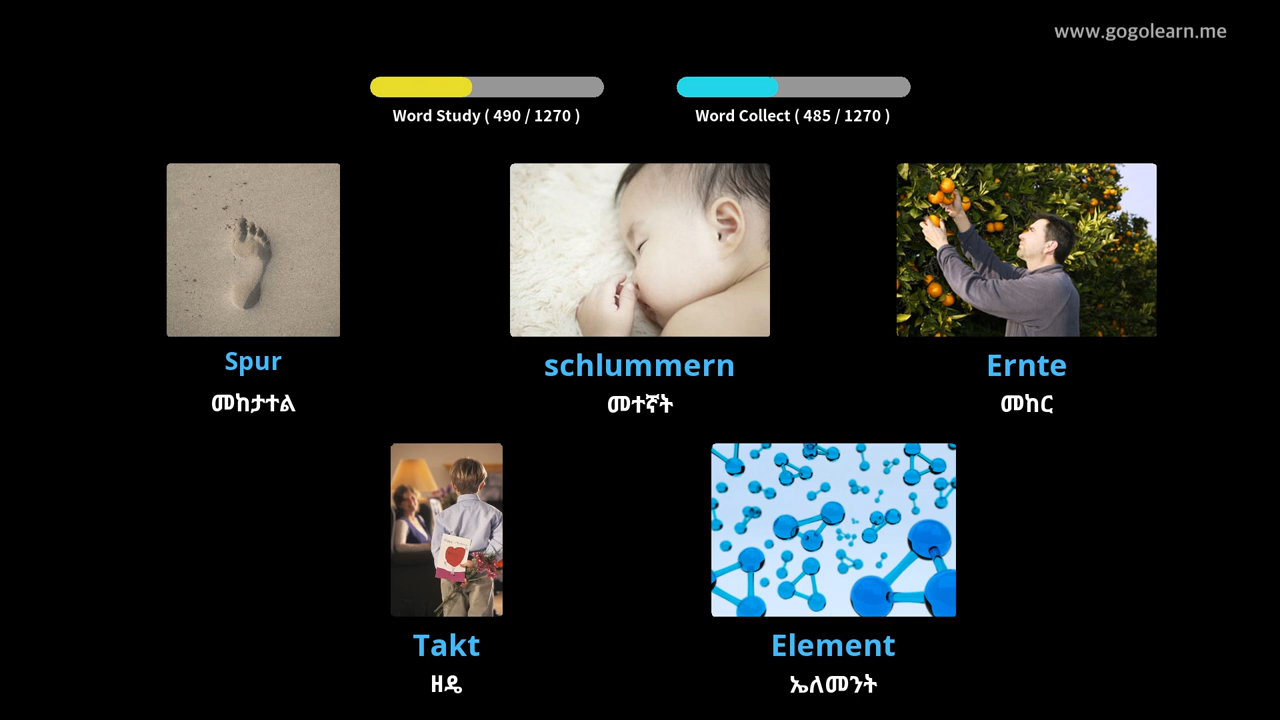 www.gogolearn.me
Word Study ( 490 / 1270 )
Word Collect ( 485 / 1270 )
Spur
መከታተል
schlummern
መተኛት
Ernte
መከር
Takt
ዘዴ
Element
ኤለመንት